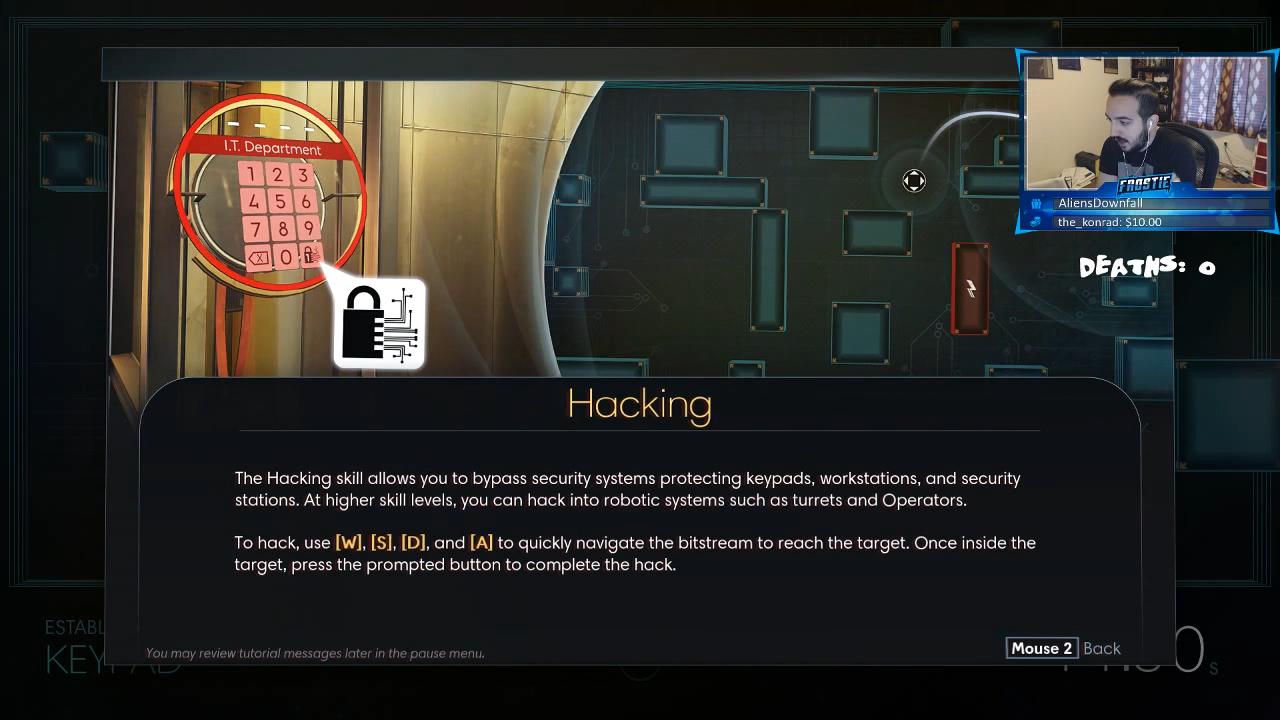 I.T. Department
1 2 3
4 5 6
7 8 9
0
FROSTIE
AliensDownfall
the_konrad: $10.00
DEATHS: 0
Hacking
The Hacking skill allows you to bypass security systems protecting keypads, workstations, and security
stations. At higher skill levels, you can hack into robotic systems such as turrets and Operators.
To hack, use [W], [S], [D], and [A] to quickly navigate the bitstream to reach the target. Once inside the
target, press the prompted button to complete the hack.
You may review tutorial messages later in the pause menu.
Mouse 2 Back